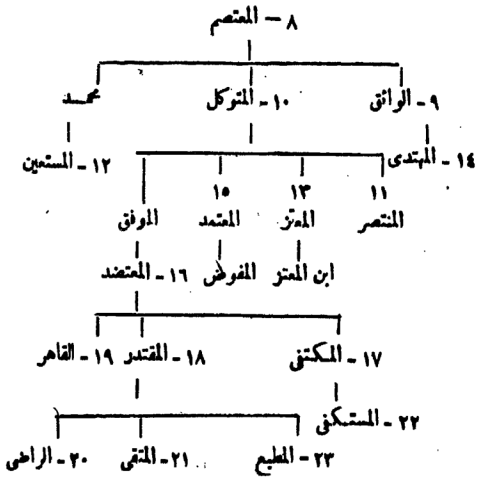 ٨ - المعتصم
٩ - الواثق ١٠ - المتوكل محمد
١٤ - المهتدى ١٢ - المستعين
١١ ١٣ ١٥
المنتصر المعتز المعتمد الموفق
ابن المعتز المفوض ١٦ - المعتضد
١٧ - المكتفى ١٨ - المقتدر ١٩ - القاهر
٢٢ - المستكفى
٢٣ - المطيع ٢١ - المتقى ٢٠ - الراضى